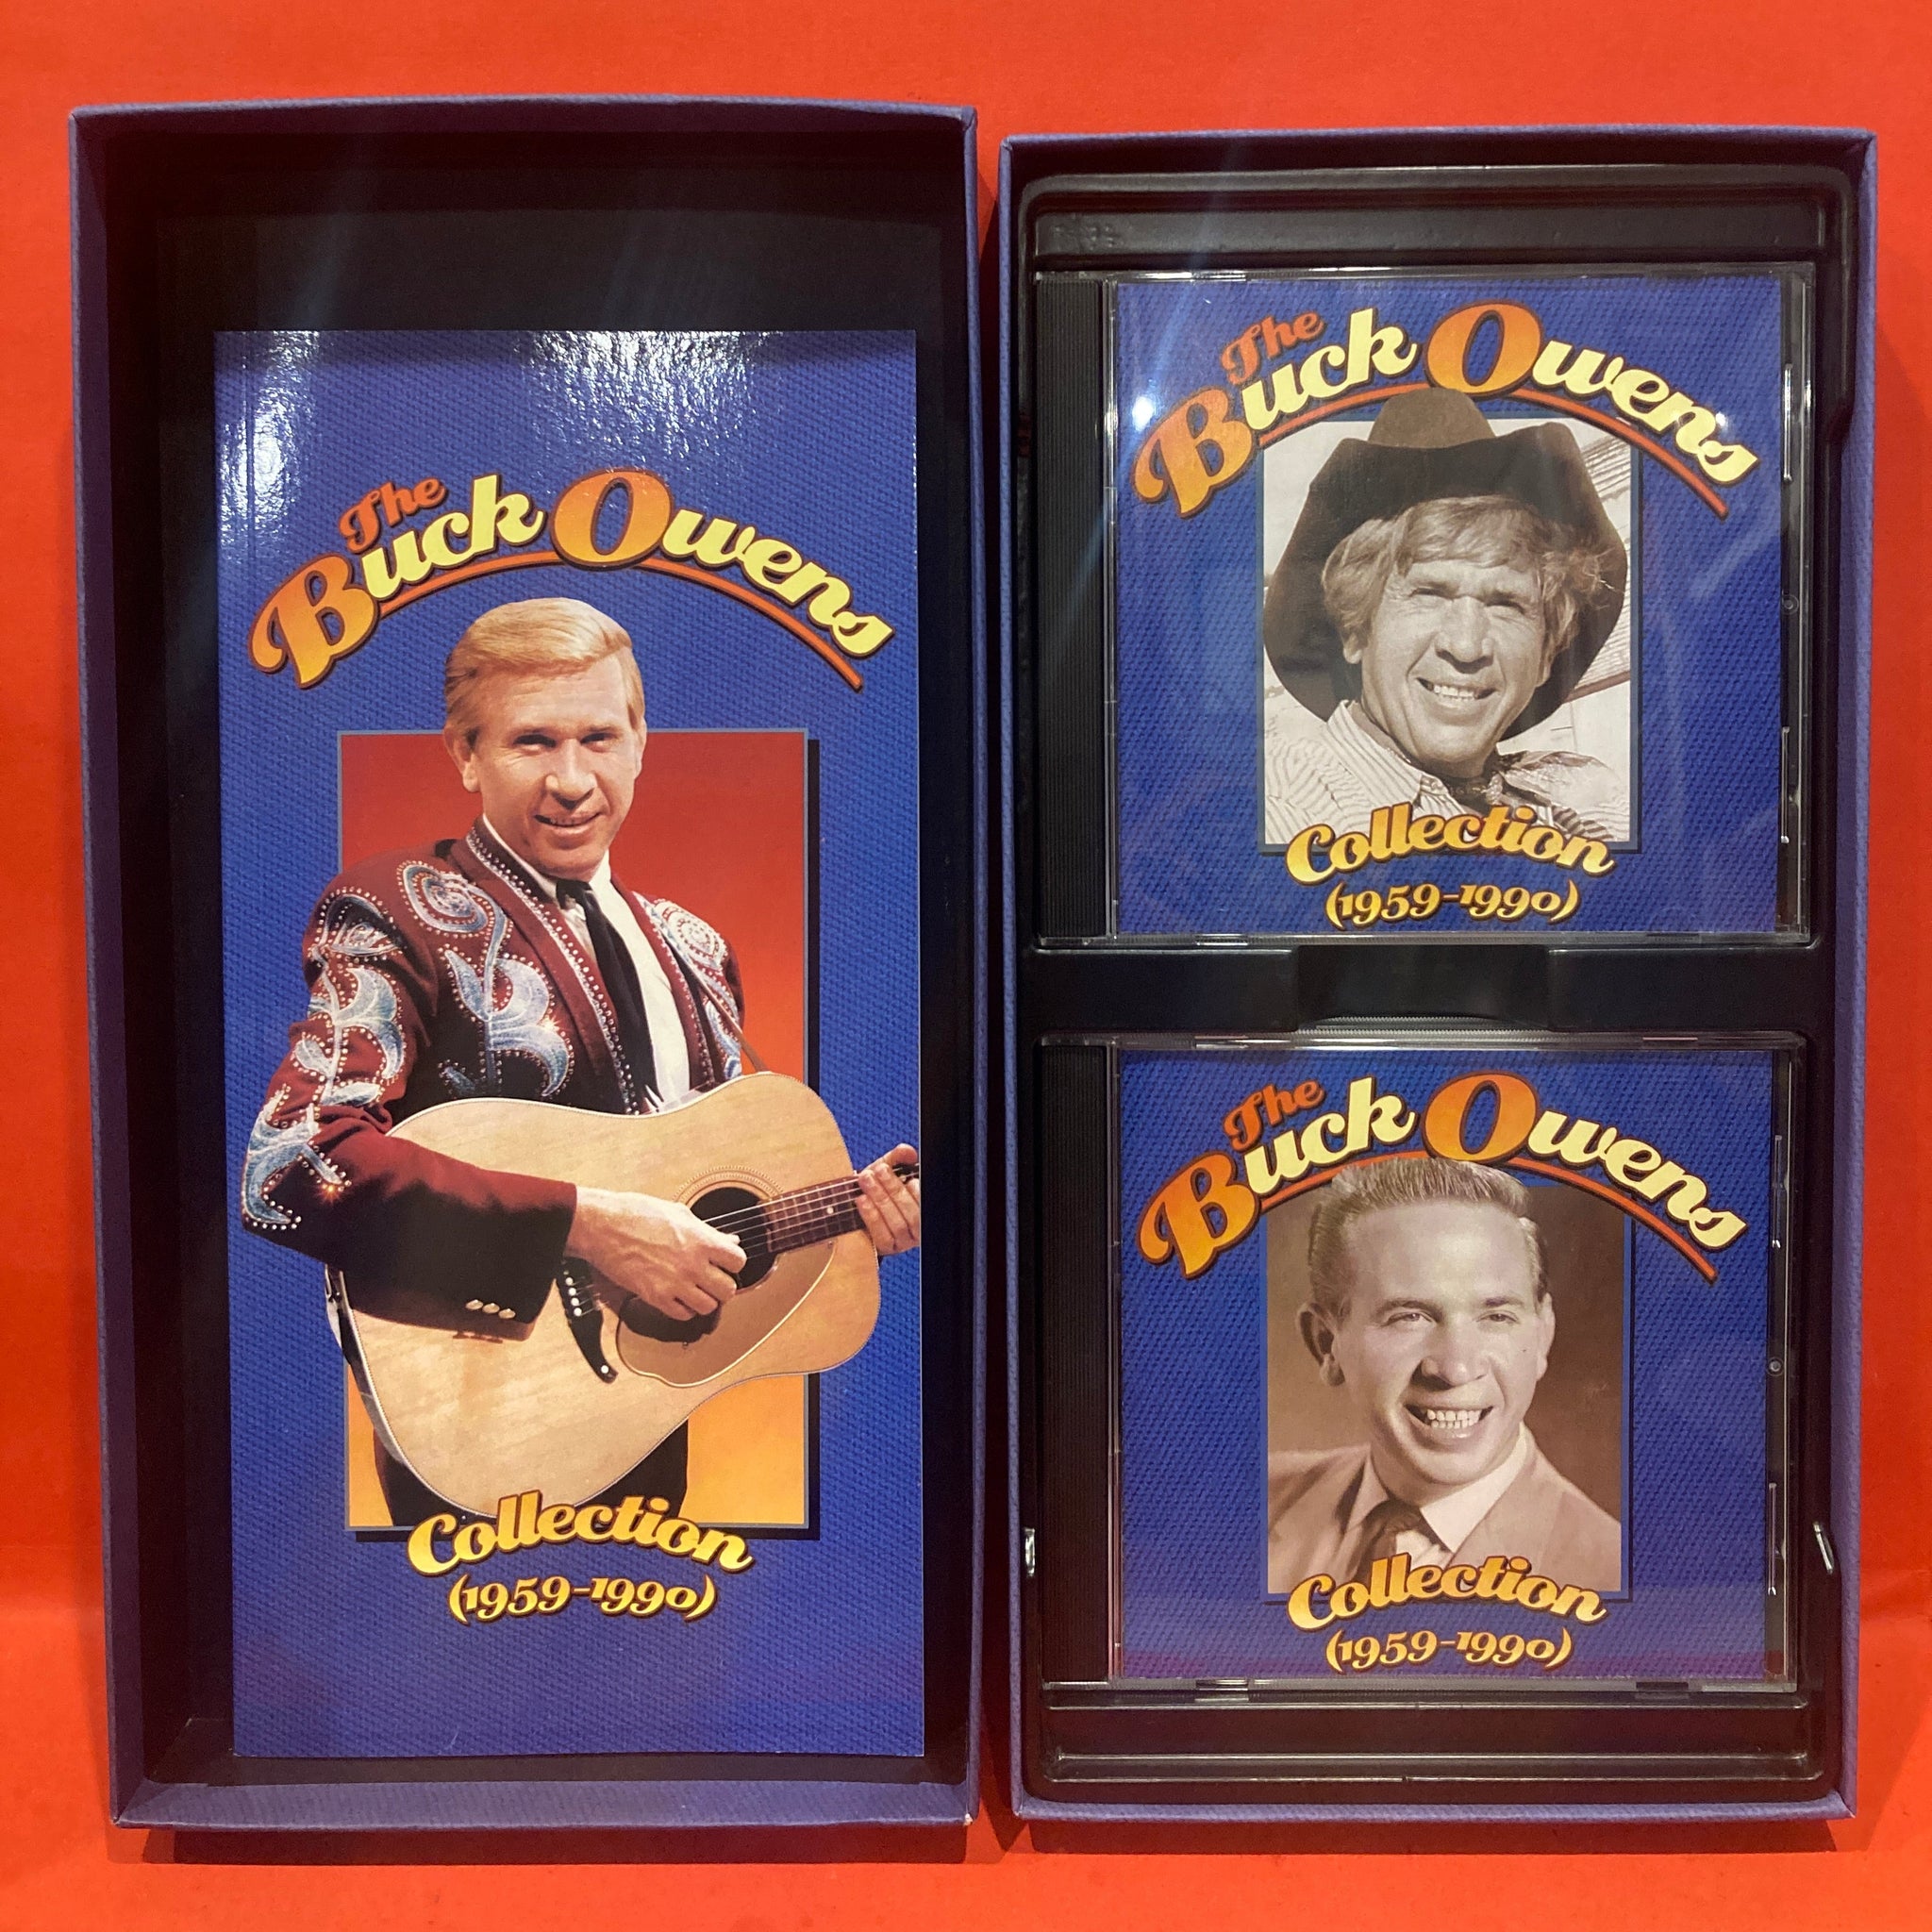 The
Buck Owens
Collection
(1959-1990)
The
Buck Owens
Collection
(1959-1990)
The
Buck Owens
Collection
(1959-1990)